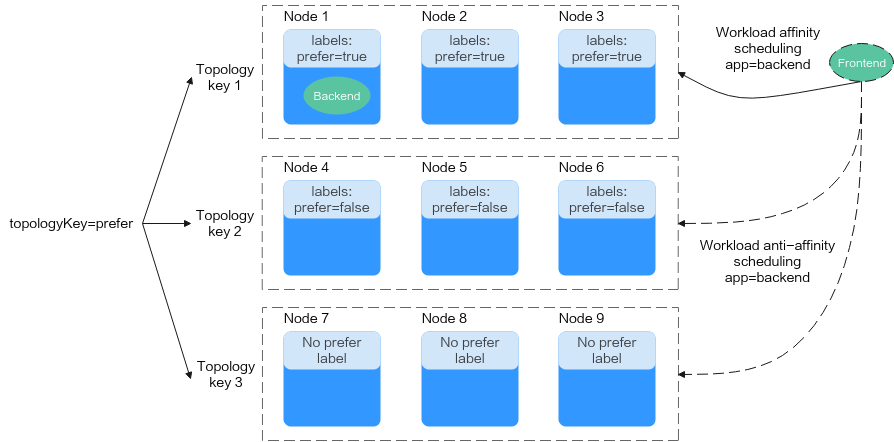 topologyKey=prefer
Topology
key 1
Node 1
labels:
prefer=true
Backend
Node 2
labels:
prefer=true
Node 3
labels:
prefer=true
Workload affinity
scheduling
app=backend
Frontend
Topology
key 2
Node 4
labels:
prefer=false
Node 5
labels:
prefer=false
Node 6
labels:
prefer=false
Workload anti−affinity
scheduling
app=backend
Topology
key 3
Node 7
No prefer
label
Node 8
No prefer
label
Node 9
No prefer
label